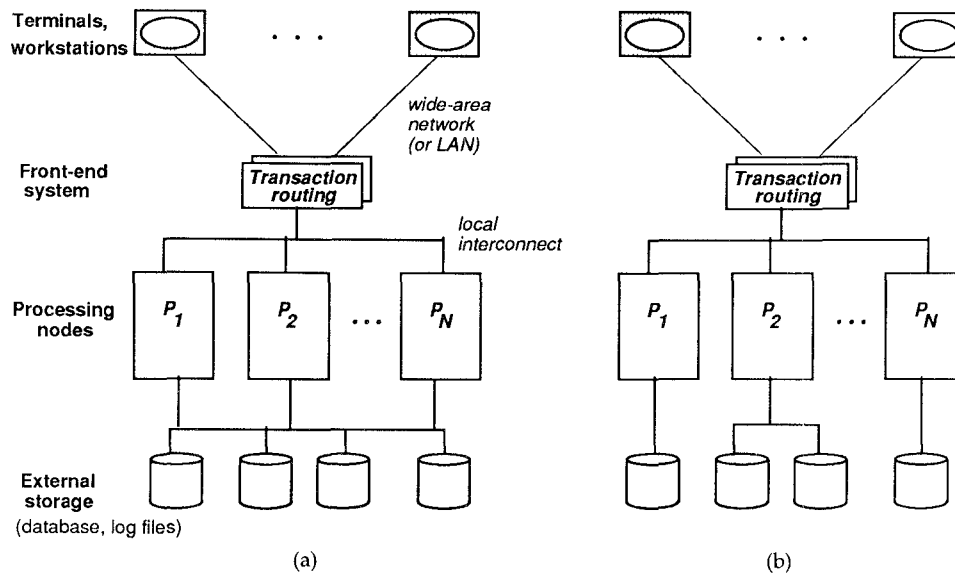 Terminals,
workstations
. . .
. . .
wide-area
network
(or LAN)
Front-end
system
Transaction
routing
Transaction
routing
local
interconnect
Processing
nodes
P1
P2
...
PN
P1
P2
...
PN
External
storage
(database, log files)
(a)
(b)